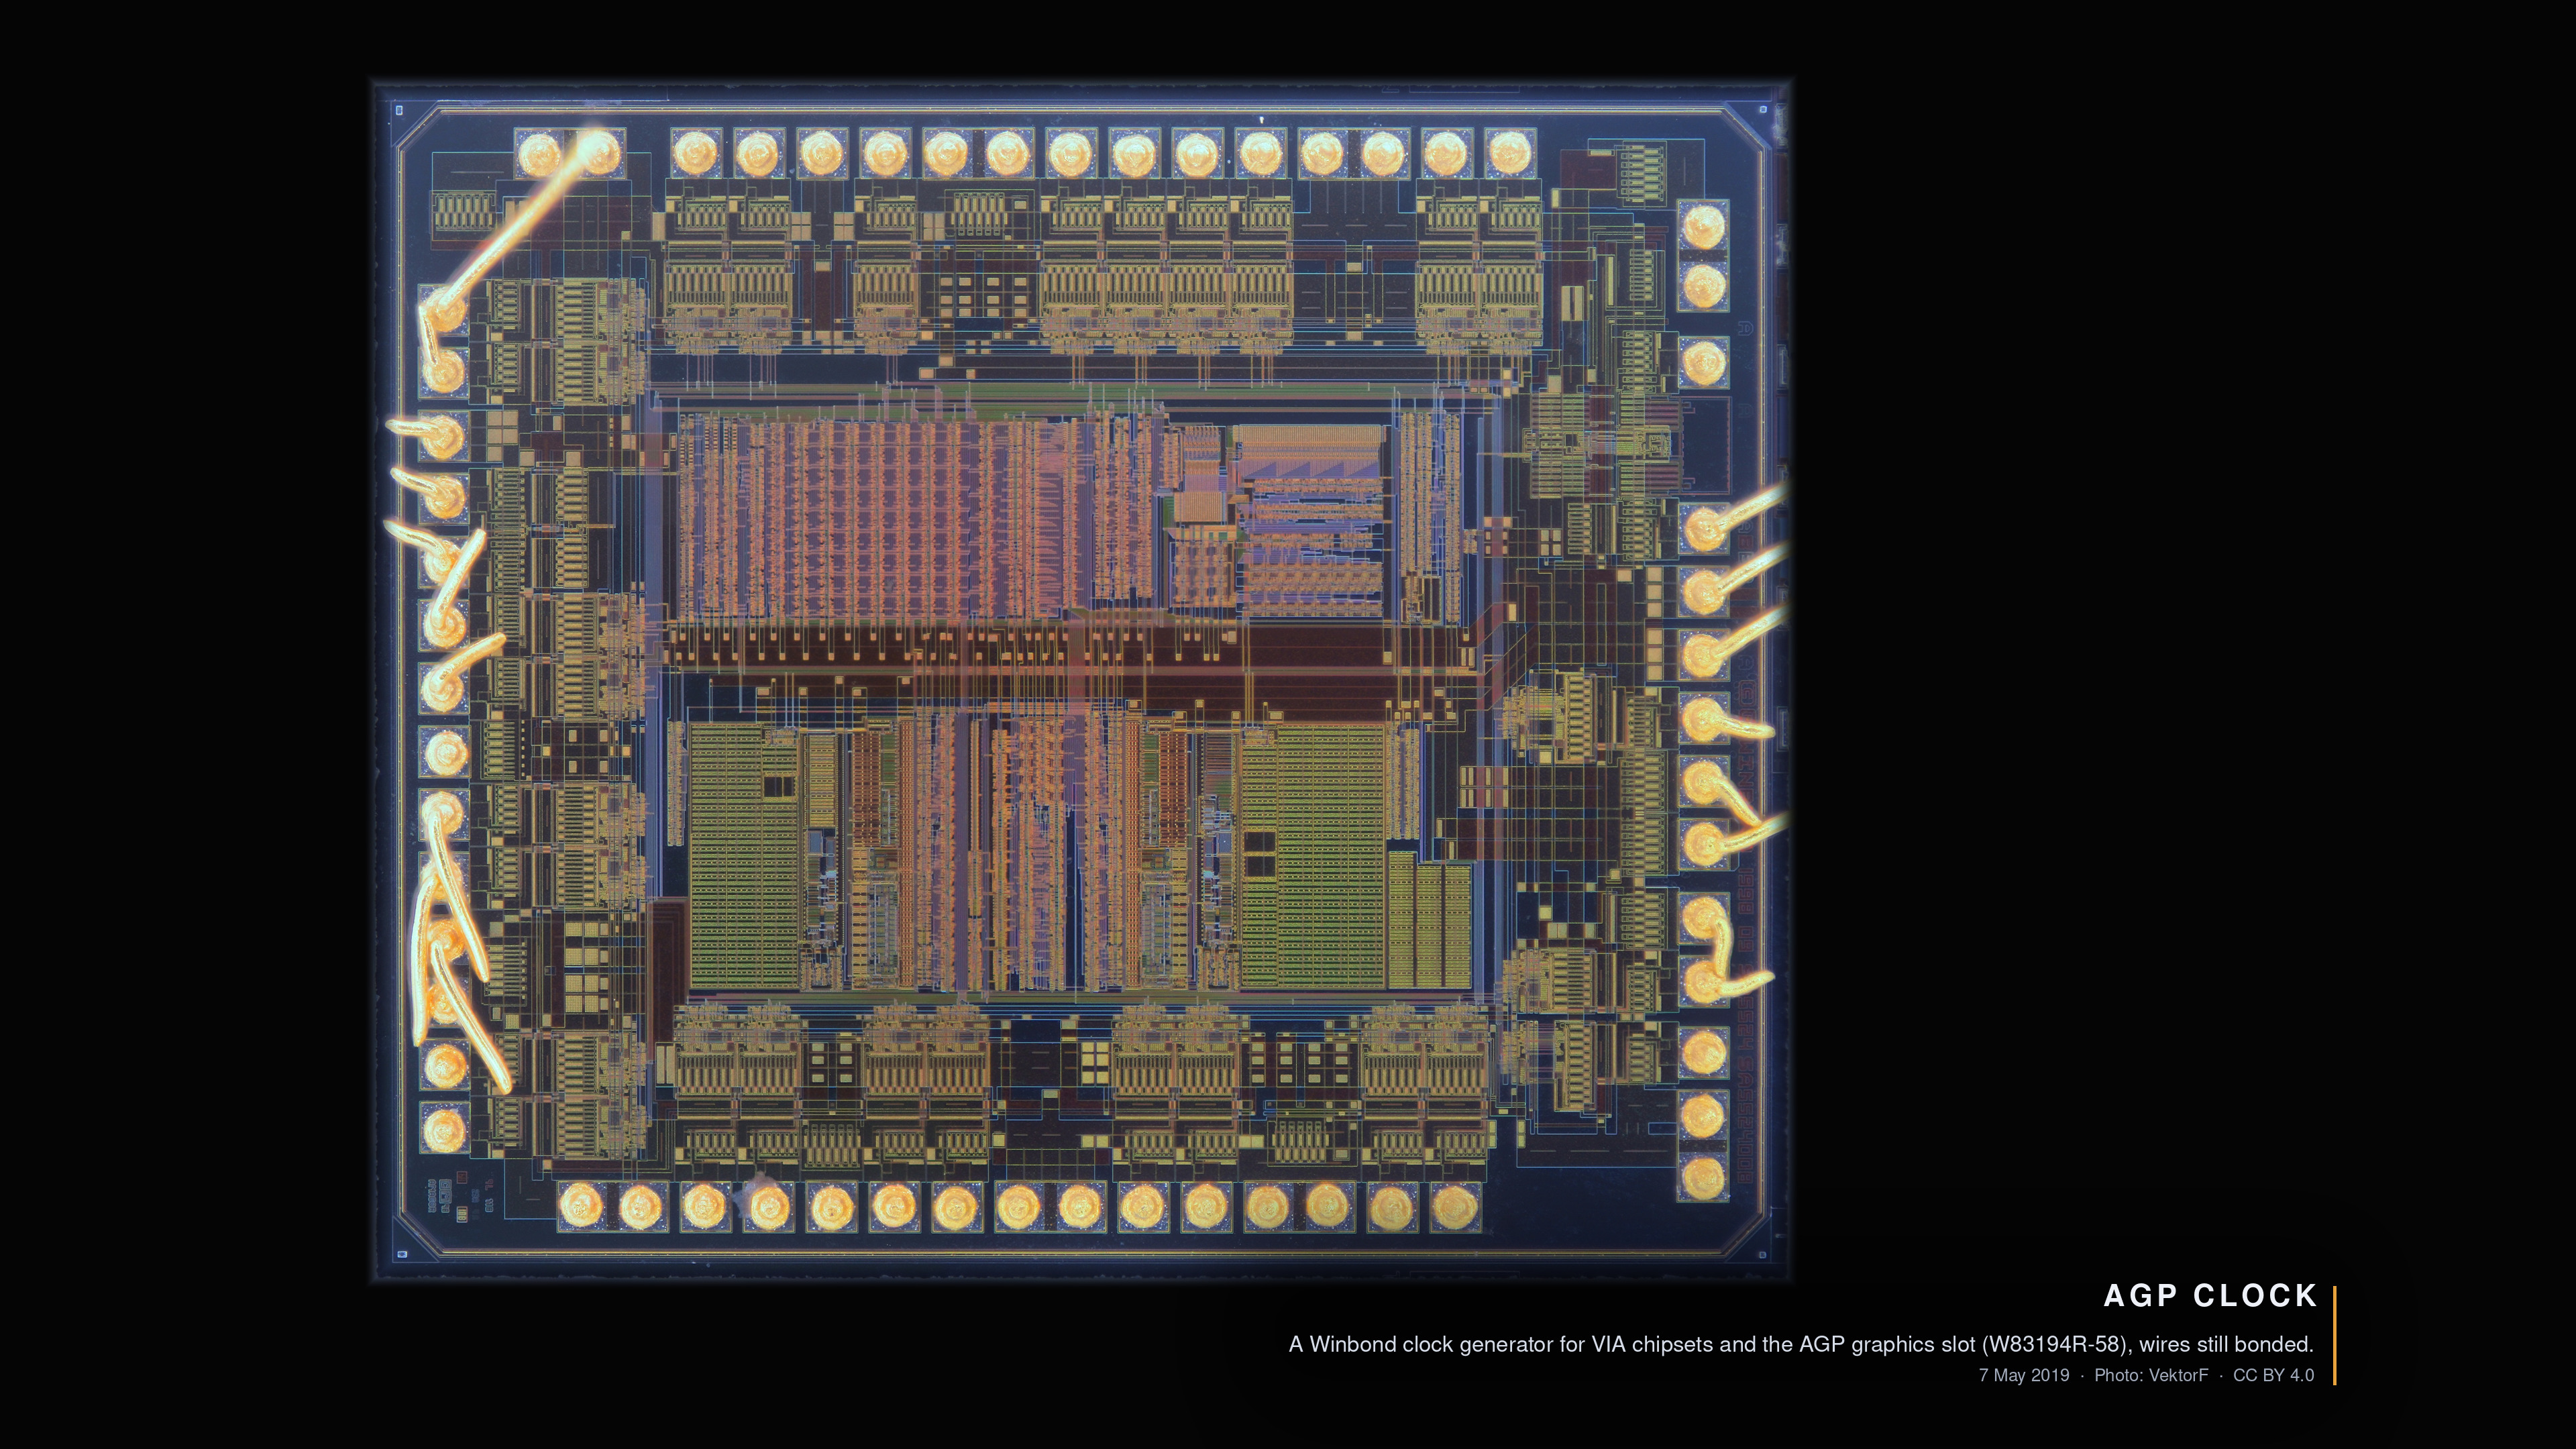 AGP CLOCK
A Winbond clock generator for VIA chipsets and the AGP graphics slot (W83194R-58), wires still bonded.
7 May 2019 · Photo: VektorF · CC BY 4.0